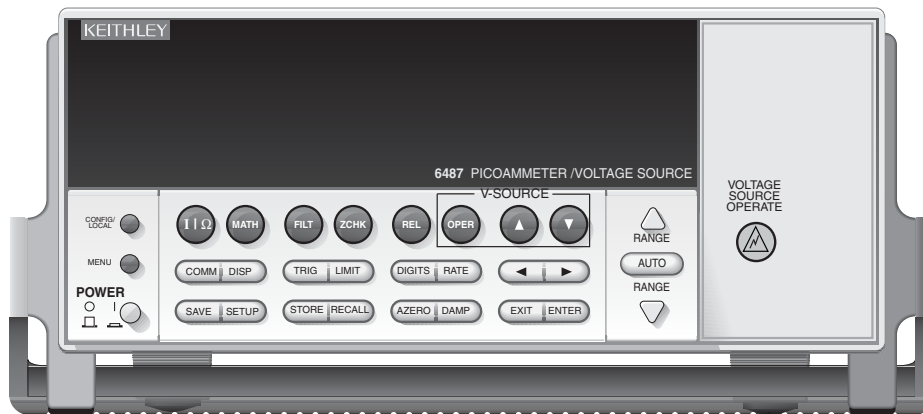 KEITHLEY
6487 PICOAMMETER /VOLTAGE SOURCE
V-SOURCE
CONFIG/
LOCAL
I | Ω MATH FILT ZCHK REL OPER ▲ ▼
RANGE
MENU
COMM DISP TRIG LIMIT DIGITS RATE ◄ ►
AUTO
RANGE
POWER
SAVE SETUP STORE RECALL AZERO DAMP EXIT ENTER
O I
VOLTAGE
SOURCE
OPERATE